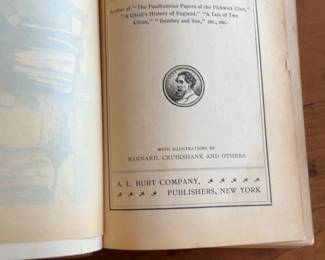 Author of "The Posthumous Papers of the Pickwick Club,"
"A Child's History of England," "A Tale of Two
Cities," "Dombey and Son," etc., etc.
WITH ILLUSTRATIONS BY
BARNARD, CRUIKSHANK AND OTHERS
A. L. BURT COMPANY,
PUBLISHERS, NEW YORK